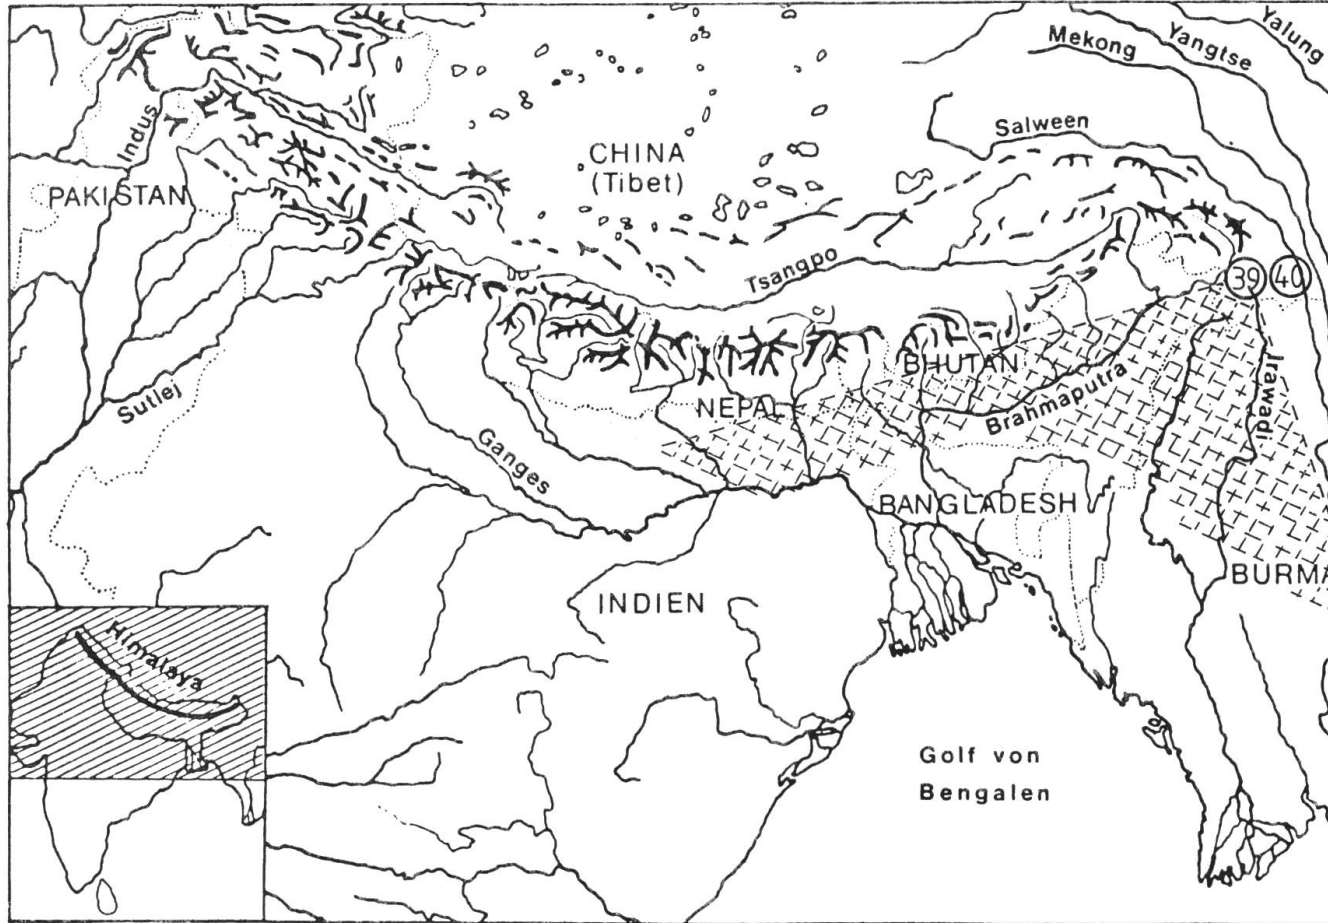 Yalung
Yangtse
Mekong
Salween
Indus
CHINA
(Tibet)
PAKISTAN
Tsangpo
39 40
BHUTAN
Sutlej
NEPAL
Brahmaputra
Irawadi
Ganges
BANGLADESH
BURMA
INDIEN
Himalaya
Golf von
Bengalen